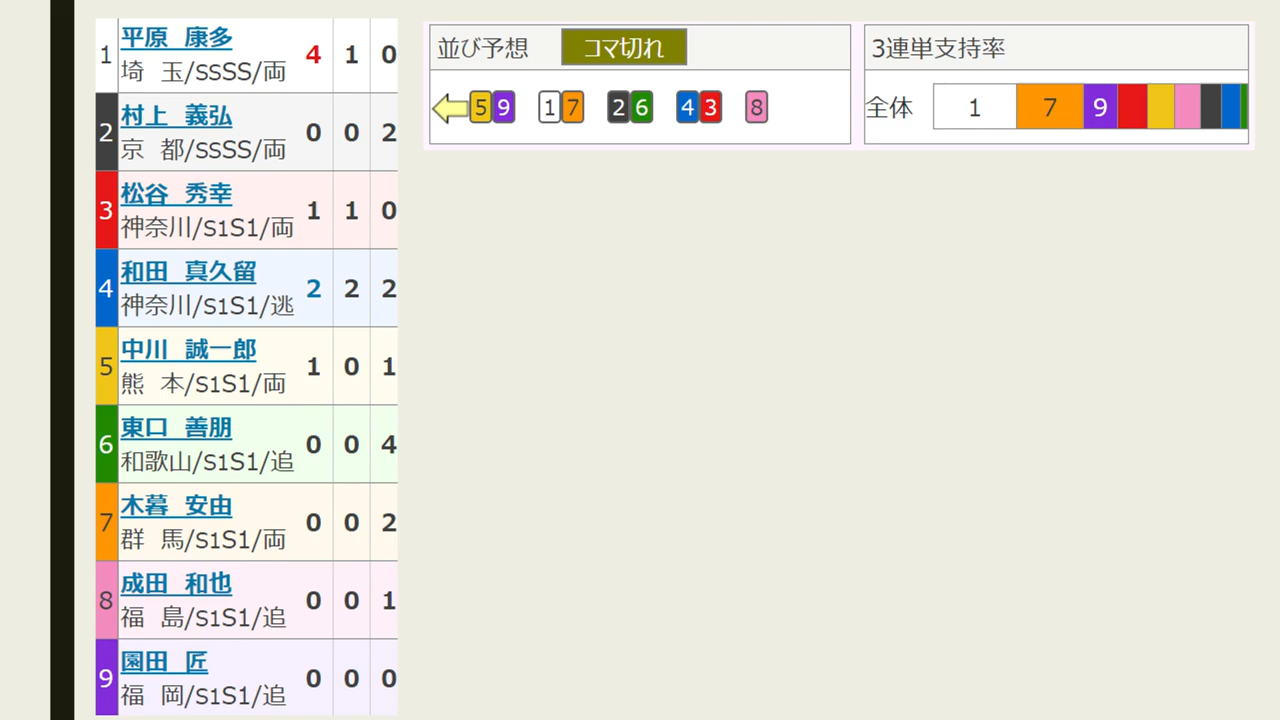 1 平原 康多 4 1 0
埼 玉/SSSS/両
2 村上 義弘 0 0 2
京 都/SSSS/両
3 松谷 秀幸 1 1 0
神奈川/S1S1/両
4 和田 真久留 2 2 2
神奈川/S1S1/逃
5 中川 誠一郎 1 0 1
熊 本/S1S1/両
6 東口 善朋 0 0 4
和歌山/S1S1/追
7 木暮 安由 0 0 2
群 馬/S1S1/両
8 成田 和也 0 0 1
福 島/S1S1/追
9 園田 匠 0 0 0
福 岡/S1S1/追
並び予想 コマ切れ
5 9 1 7 2 6 4 3 8
3連単支持率
全体 1 7 9